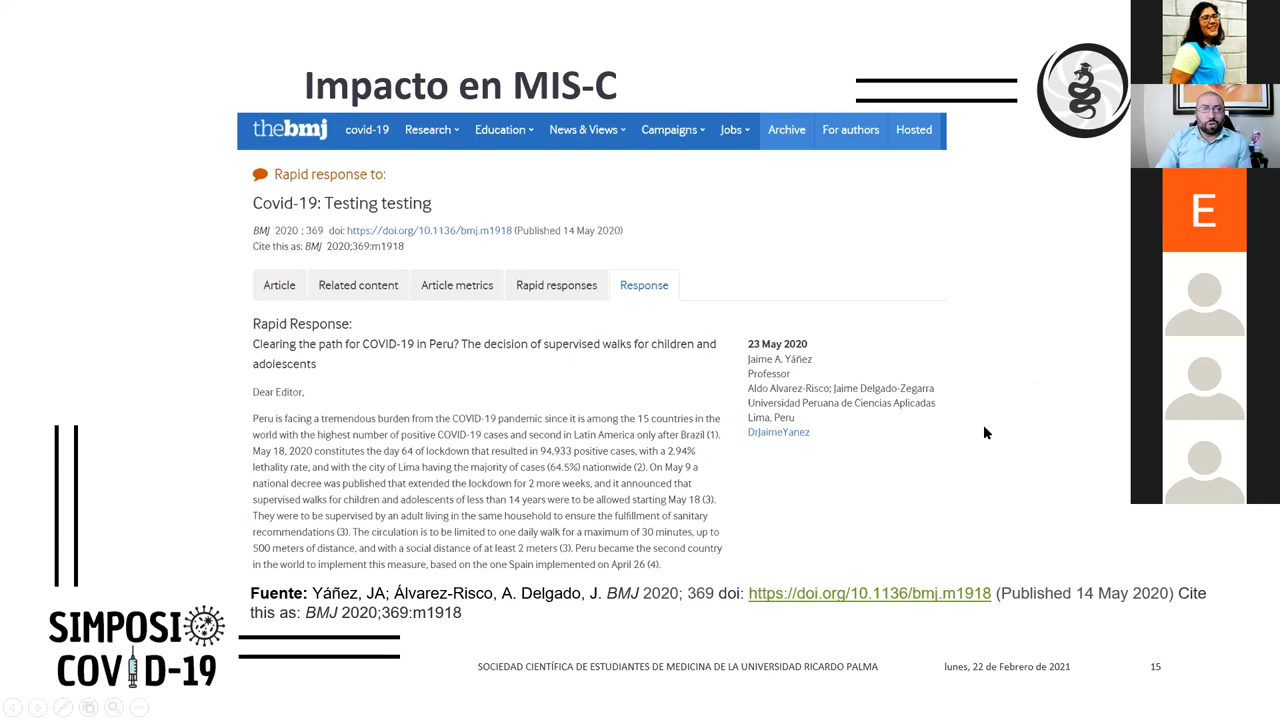 Impacto en MIS-C
thebmj covid-19 Research Education News & Views Campaigns Jobs Archive For authors Hosted
Rapid response to:
Covid-19: Testing testing
BMJ 2020 ; 369 doi: https://doi.org/10.1136/bmj.m1918 (Published 14 May 2020)
Cite this as: BMJ 2020;369:m1918
Article Related content Article metrics Rapid responses Response
Rapid Response:
Clearing the path for COVID-19 in Peru? The decision of supervised walks for children and
adolescents
Dear Editor,
Peru is facing a tremendous burden from the COVID-19 pandemic since it is among the 15 countries in the
world with the highest number of positive COVID-19 cases and second in Latin America only after Brazil (1).
May 18, 2020 constitutes the day 64 of lockdown that resulted in 94,933 positive cases, with a 2.94%
lethality rate, and with the city of Lima having the majority of cases (64.5%) nationwide (2). On May 9 a
national decree was published that extended the lockdown for 2 more weeks, and it announced that
supervised walks for children and adolescents of less than 14 years were to be allowed starting May 18 (3).
They were to be supervised by an adult living in the same household to ensure the fulfillment of sanitary
recommendations (3). The circulation is to be limited to one daily walk for a maximum of 30 minutes, up to
500 meters of distance, and with a social distance of at least 2 meters (3). Peru became the second country
in the world to implement this measure, based on the one Spain implemented on April 26 (4).
23 May 2020
Jaime A. Yáñez
Professor
Aldo Alvarez-Risco; Jaime Delgado-Zegarra
Universidad Peruana de Ciencias Aplicadas
Lima, Peru
DrJaimeYanez
E
Fuente: Yáñez, JA; Álvarez-Risco, A. Delgado, J. BMJ 2020; 369 doi: https://doi.org/10.1136/bmj.m1918 (Published 14 May 2020) Cite
this as: BMJ 2020;369:m1918
SIMPOSI
COVID-19
SOCIEDAD CIENTÍFICA DE ESTUDIANTES DE MEDICINA DE LA UNIVERSIDAD RICARDO PALMA lunes, 22 de Febrero de 2021 15